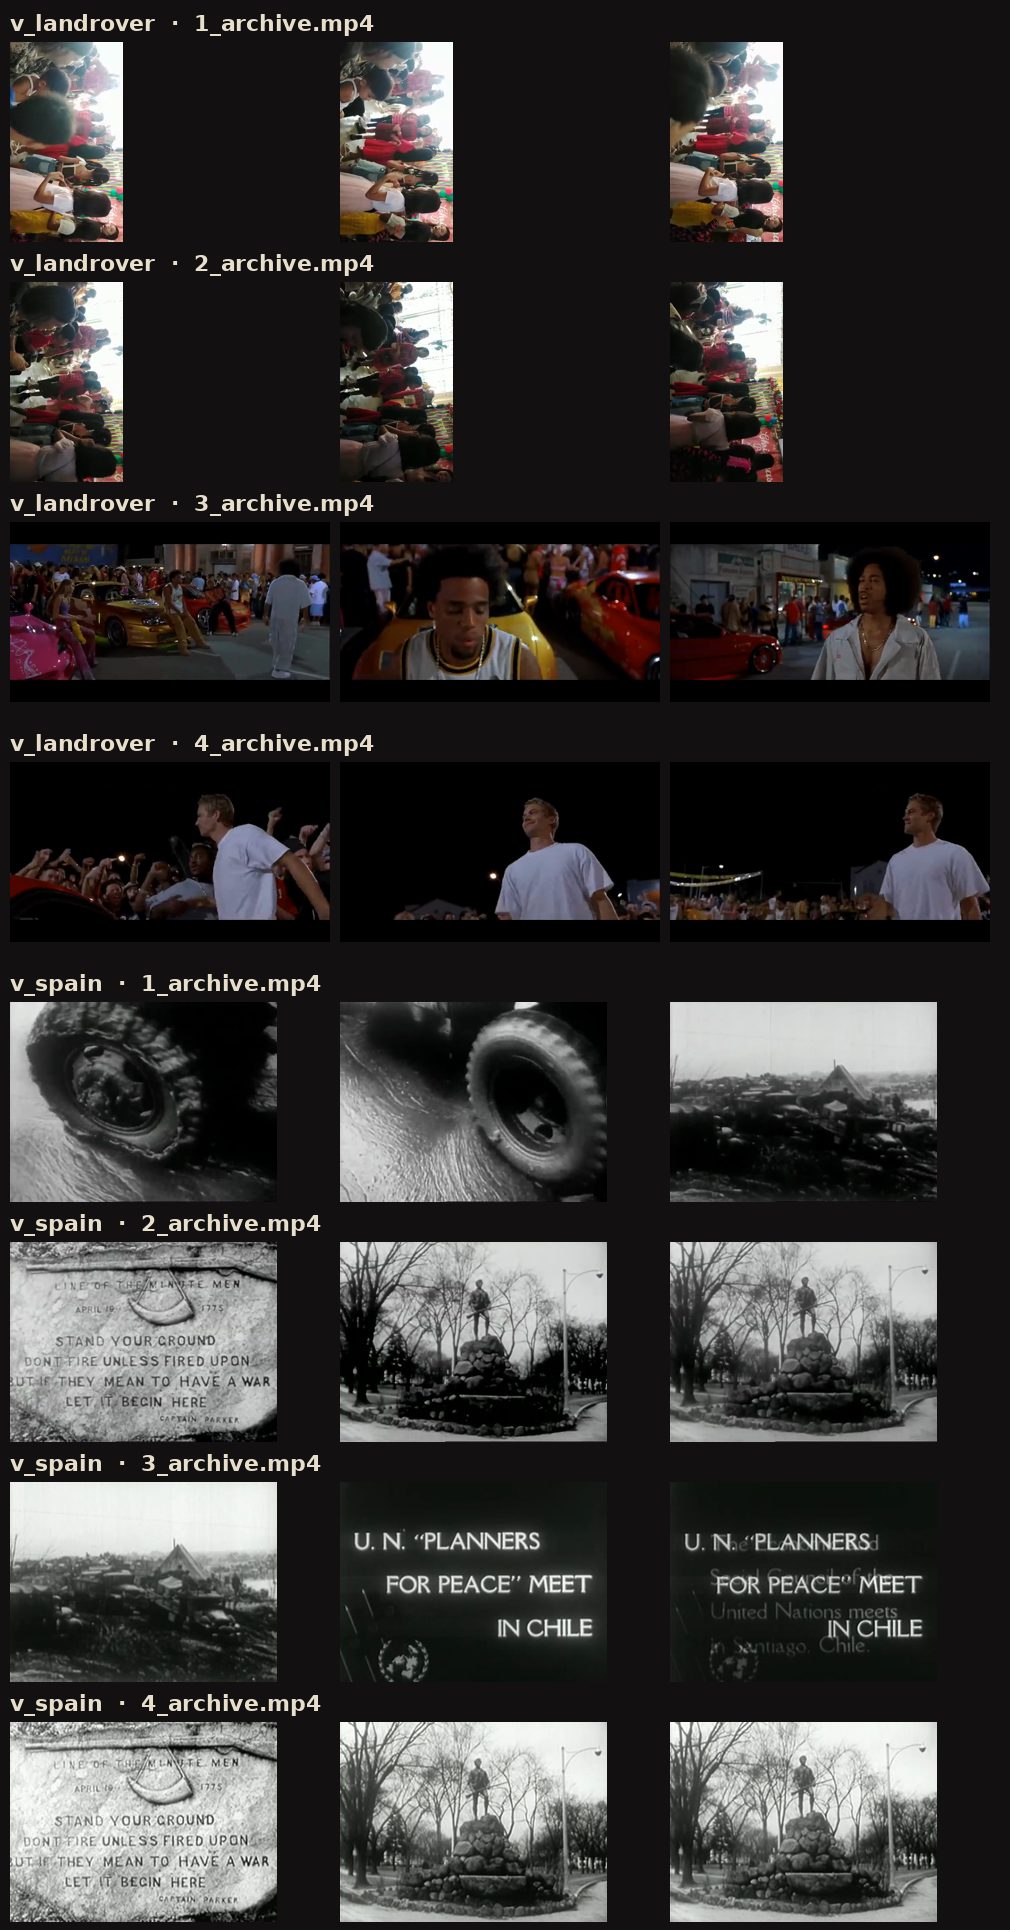 v_landrover · 1_archive.mp4
v_landrover · 2_archive.mp4
v_landrover · 3_archive.mp4
v_landrover · 4_archive.mp4
v_spain · 1_archive.mp4
v_spain · 2_archive.mp4
LINE OF THE MINUTE MEN
APRIL 19 1775
STAND YOUR GROUND
DON'T FIRE UNLESS FIRED UPON
BUT IF THEY MEAN TO HAVE A WAR
LET IT BEGIN HERE
CAPTAIN PARKER
v_spain · 3_archive.mp4
U. N. “PLANNERS
FOR PEACE” MEET
IN CHILE
U. N. “PLANNERS
FOR PEACE” MEET
United Nations meets
IN CHILE
in Santiago, Chile.
v_spain · 4_archive.mp4
LINE OF THE MINUTE MEN
APRIL 19 1775
STAND YOUR GROUND
DON'T FIRE UNLESS FIRED UPON
BUT IF THEY MEAN TO HAVE A WAR
LET IT BEGIN HERE
CAPTAIN PARKER